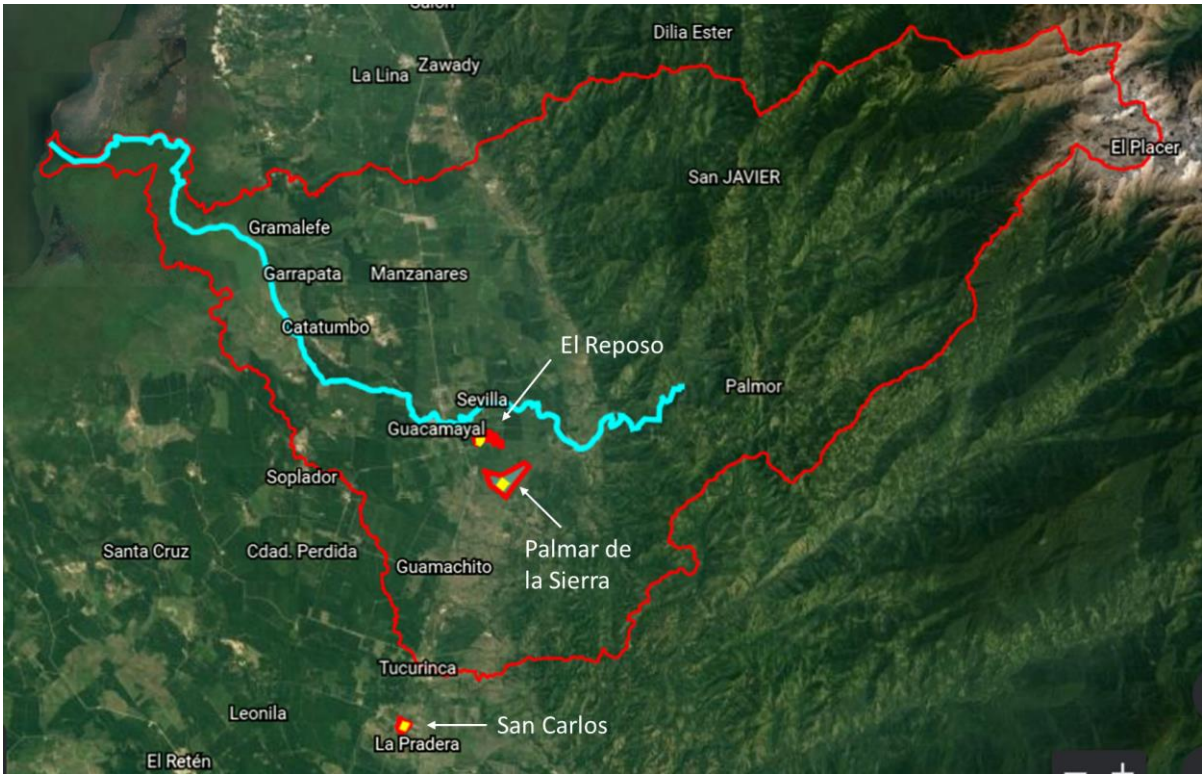 Salon
Dilia Ester
La Lina
Zawady
El Placer
San JAVIER
Gramalefe
Garrapata
Manzanares
Catatumbo
El Reposo
Palmor
Sevilla
Guacamayal
Soplador
Palmar de
la Sierra
Santa Cruz
Cdad. Perdida
Guamachito
Tucurinca
Leonila
San Carlos
La Pradera
El Retén